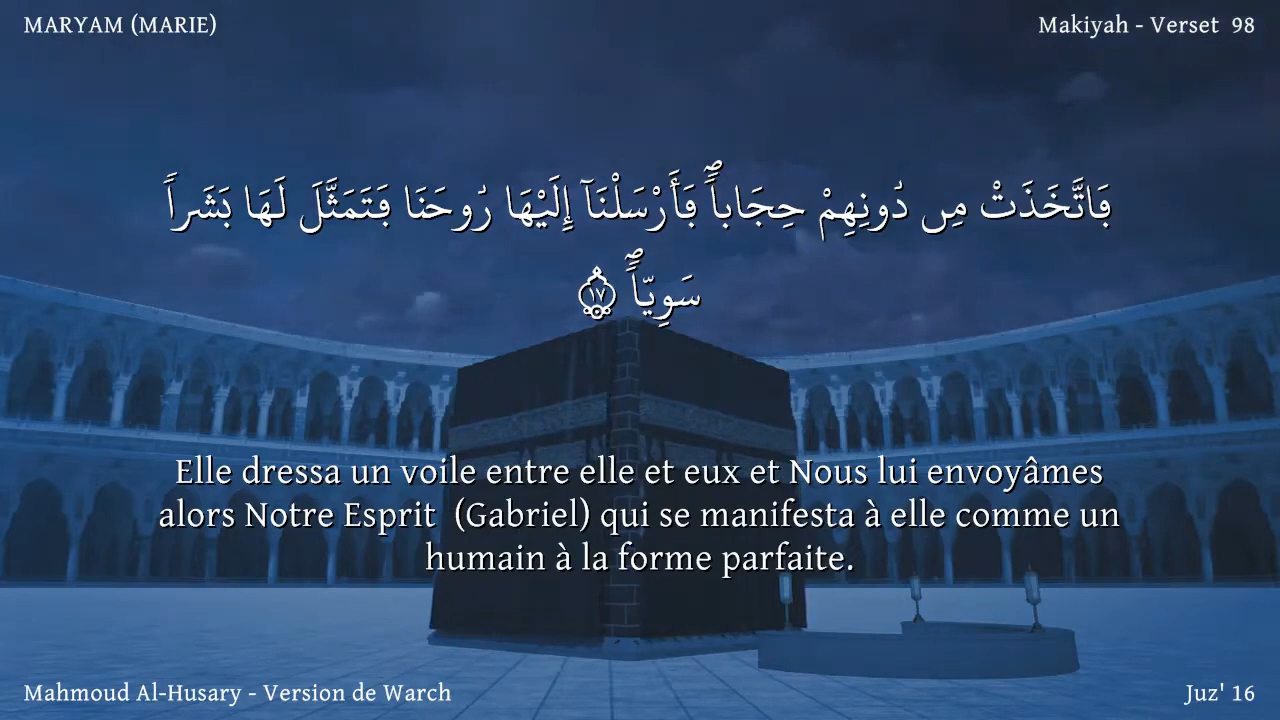 MARYAM (MARIE)
Makiyah - Verset 98
فَاتَّخَذَتْ مِن دُونِهِمْ حِجَاباٗۖ فَأَرْسَلْنَآ إِلَيْهَا رُوحَنَا فَتَمَثَّلَ لَهَا بَشَراٗ
سَوِيّاٗۖ ١٧
Elle dressa un voile entre elle et eux et Nous lui envoyâmes
alors Notre Esprit (Gabriel) qui se manifesta à elle comme un
humain à la forme parfaite.
Mahmoud Al-Husary - Version de Warch
Juz' 16